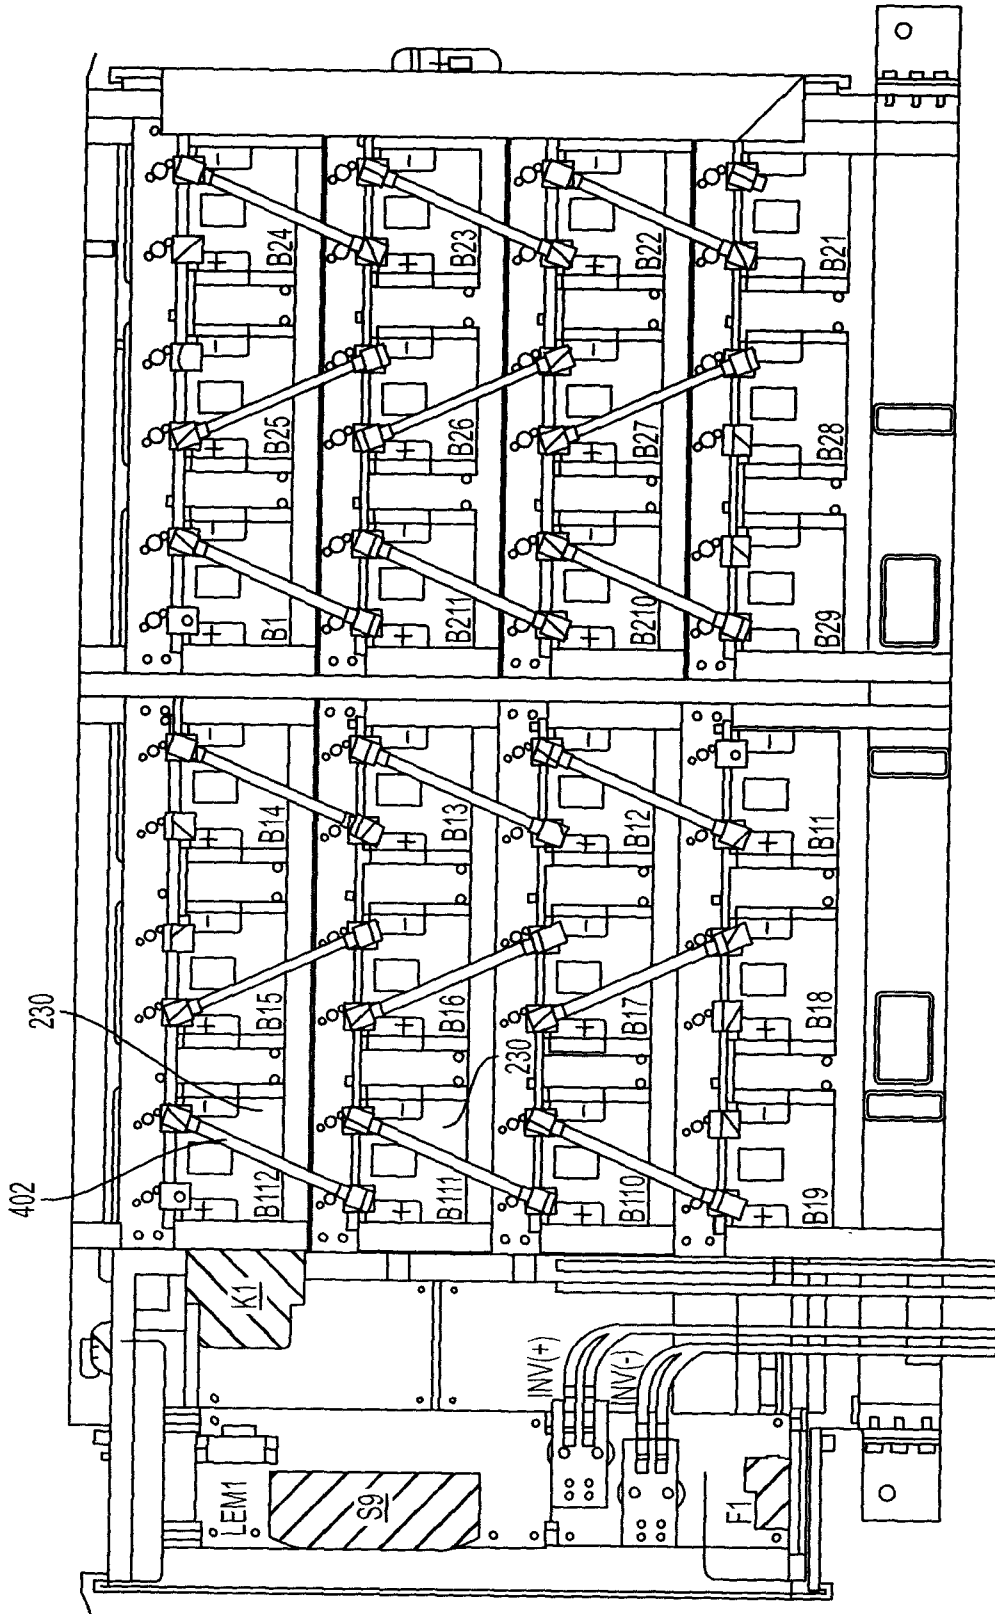 402
230
+ - + - + - + - + - + -
LEM1
K1
B112 B15 B14 B1 B25 B24
S9
+ - + - + - + - + - + -
B111 B16 B13 B211 B26 B23
230
INV(+)
+ - + - + - + - + - + -
INV(-)
B110 B17 B12 B210 B27 B22
F1
+ - + - + - + - + - + -
B19 B18 B11 B29 B28 B21